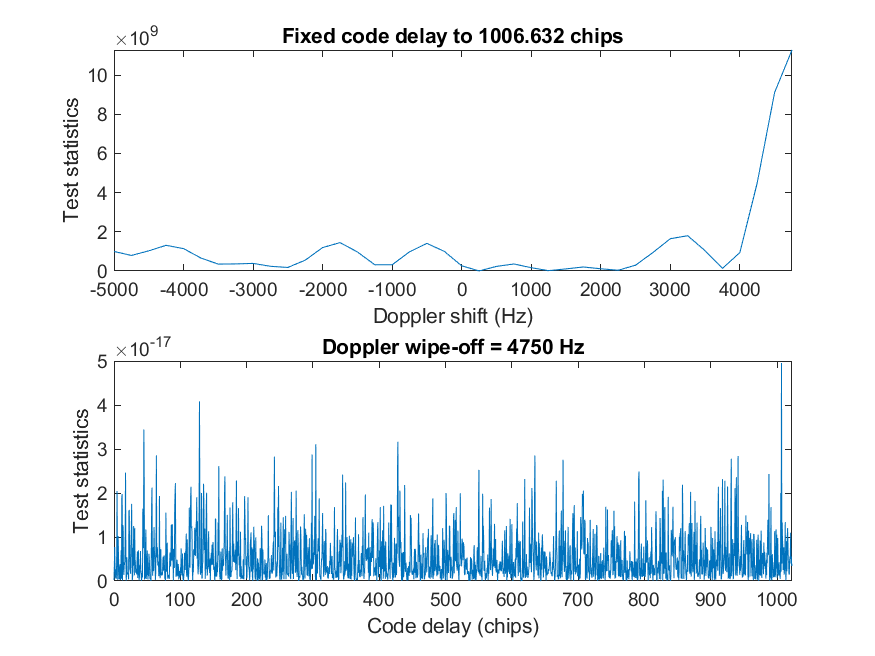 ×10^9
Fixed code delay to 1006.632 chips
Test statistics
10
8
6
4
2
0
-5000 -4000 -3000 -2000 -1000 0 1000 2000 3000 4000
Doppler shift (Hz)
×10^-17
Doppler wipe-off = 4750 Hz
Test statistics
5
4
3
2
1
0
0 100 200 300 400 500 600 700 800 900 1000
Code delay (chips)